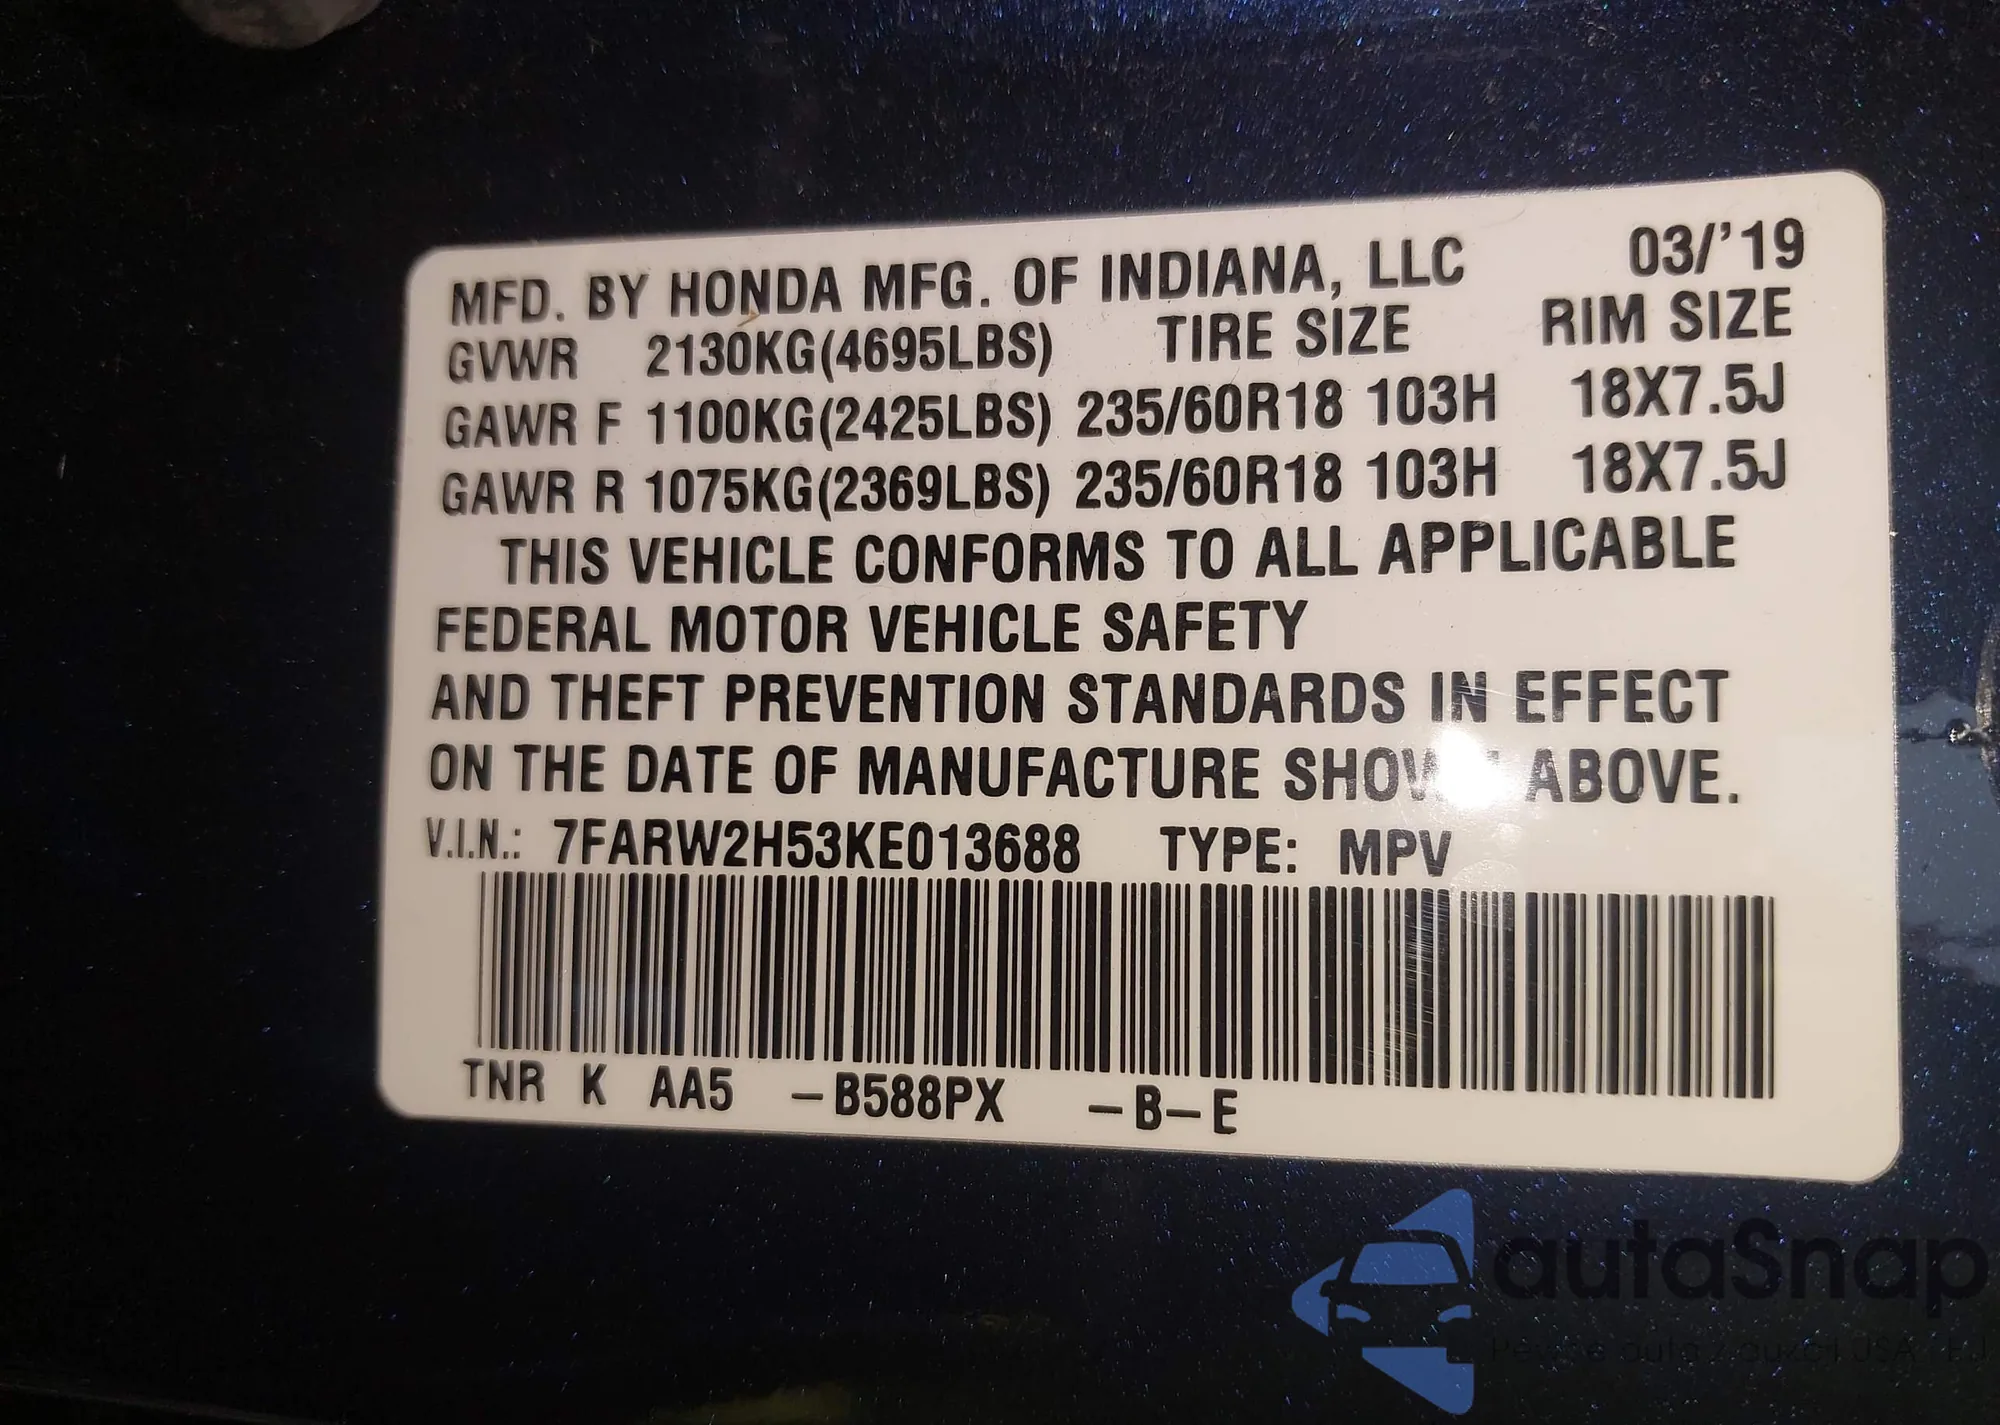 MFD. BY HONDA MFG. OF INDIANA, LLC 03/'19
GVWR 2130KG(4695LBS) TIRE SIZE RIM SIZE
GAWR F 1100KG(2425LBS) 235/60R18 103H 18X7.5J
GAWR R 1075KG(2369LBS) 235/60R18 103H 18X7.5J
THIS VEHICLE CONFORMS TO ALL APPLICABLE
FEDERAL MOTOR VEHICLE SAFETY
AND THEFT PREVENTION STANDARDS IN EFFECT
ON THE DATE OF MANUFACTURE ABOVE.
V.I.N.: 7FARW2H53KE013688 TYPE: MPV
TNR K AA5 –B588PX –B–E
autaSnap
auto z USA